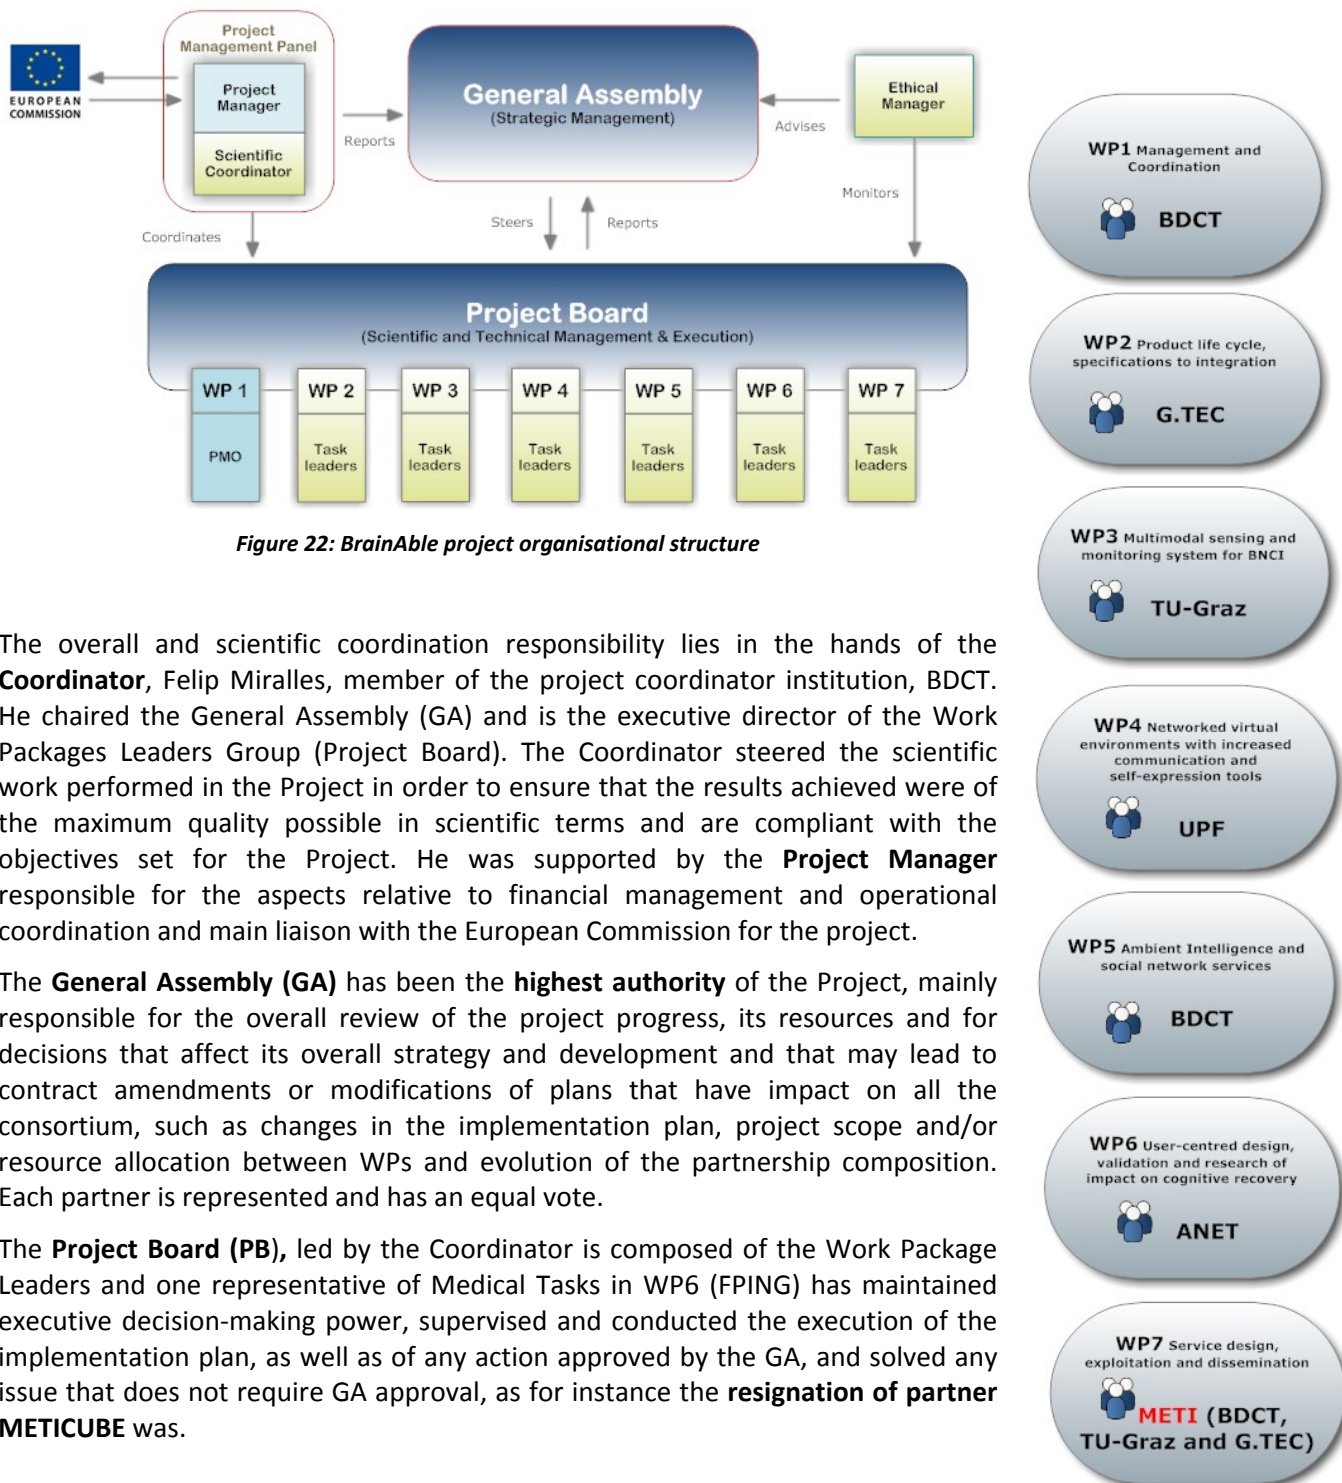 Project
Management Panel
EUROPEAN
COMMISSION
Project
Manager
Scientific
Coordinator
Reports
General Assembly
(Strategic Management)
Advises
Ethical
Manager
Coordinates
Steers
Reports
Monitors
Project Board
(Scientific and Technical Management & Execution)
WP 1
WP 2
WP 3
WP 4
WP 5
WP 6
WP 7
PMO
Task
leaders
Task
leaders
Task
leaders
Task
leaders
Task
leaders
Task
leaders
Figure 22: BrainAble project organisational structure
The overall and scientific coordination responsibility lies in the hands of the
Coordinator, Felip Miralles, member of the project coordinator institution, BDCT.
He chaired the General Assembly (GA) and is the executive director of the Work
Packages Leaders Group (Project Board). The Coordinator steered the scientific
work performed in the Project in order to ensure that the results achieved were of
the maximum quality possible in scientific terms and are compliant with the
objectives set for the Project. He was supported by the Project Manager
responsible for the aspects relative to financial management and operational
coordination and main liaison with the European Commission for the project.
The General Assembly (GA) has been the highest authority of the Project, mainly
responsible for the overall review of the project progress, its resources and for
decisions that affect its overall strategy and development and that may lead to
contract amendments or modifications of plans that have impact on all the
consortium, such as changes in the implementation plan, project scope and/or
resource allocation between WPs and evolution of the partnership composition.
Each partner is represented and has an equal vote.
The Project Board (PB), led by the Coordinator is composed of the Work Package
Leaders and one representative of Medical Tasks in WP6 (FPING) has maintained
executive decision-making power, supervised and conducted the execution of the
implementation plan, as well as of any action approved by the GA, and solved any
issue that does not require GA approval, as for instance the resignation of partner
METICUBE was.
WP1 Management and
Coordination
BDCT
WP2 Product life cycle,
specifications to integration
G.TEC
WP3 Multimodal sensing and
monitoring system for BNCI
TU-Graz
WP4 Networked virtual
environments with increased
communication and
self-expression tools
UPF
WP5 Ambient Intelligence and
social network services
BDCT
WP6 User-centred design,
validation and research of
impact on cognitive recovery
ANET
WP7 Service design,
exploitation and dissemination
METI (BDCT,
TU-Graz and G.TEC)